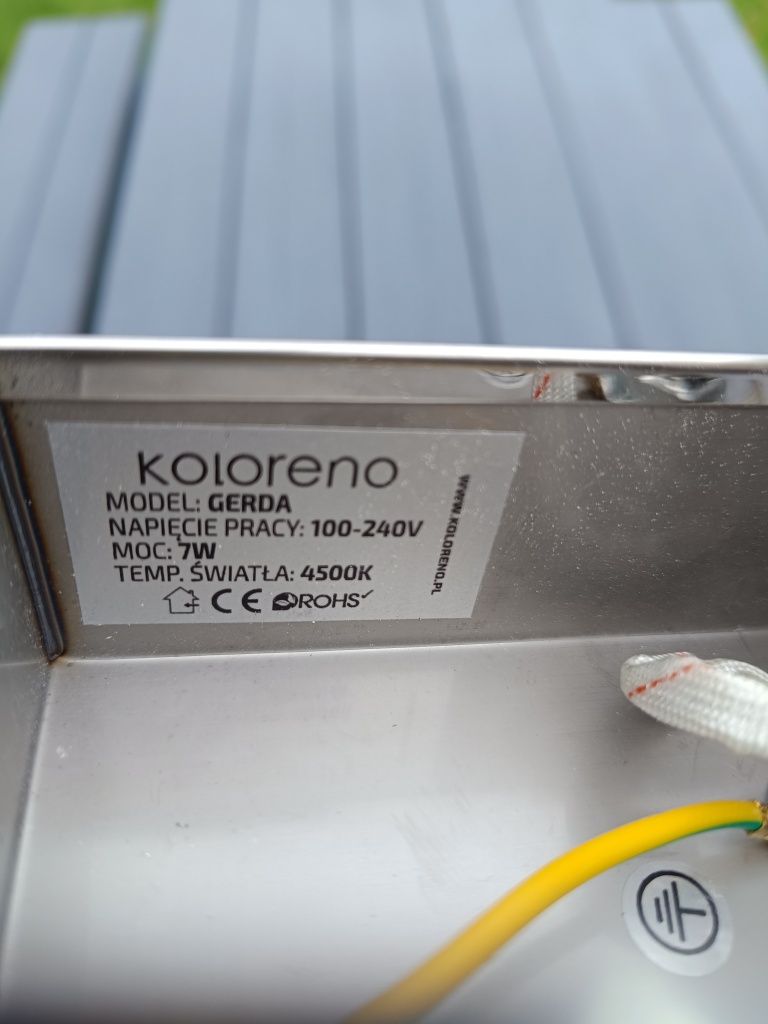 KOLORENO
MODEL: GERDA
NAPIĘCIE PRACY: 100-240V
MOC: 7W
TEMP. ŚWIATŁA: 4500K
CE ROHS
WWW.KOLORENO.PL